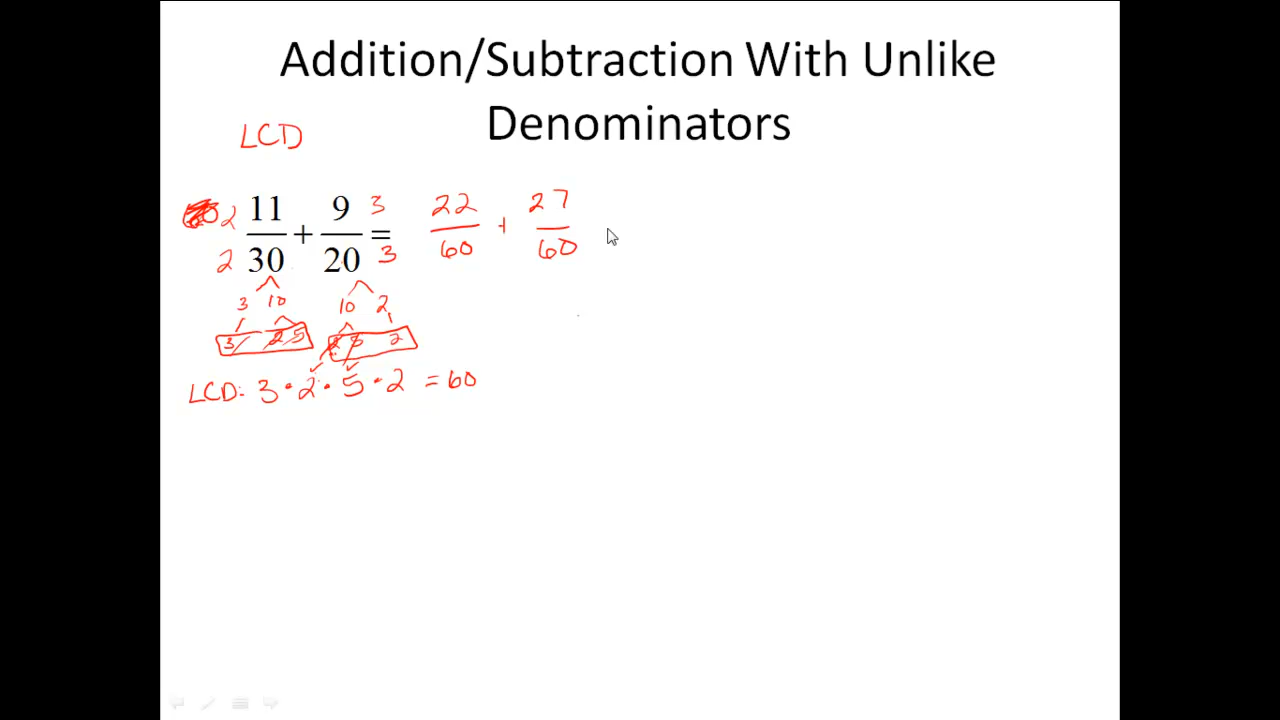 Addition/Subtraction With Unlike
Denominators
LCD
2 11 + 9 3 22 + 27
2 30 20 = 3 60 60
3 10 10 2
3 2 5 2 5 2
LCD: 3 · 2 · 5 · 2 = 60